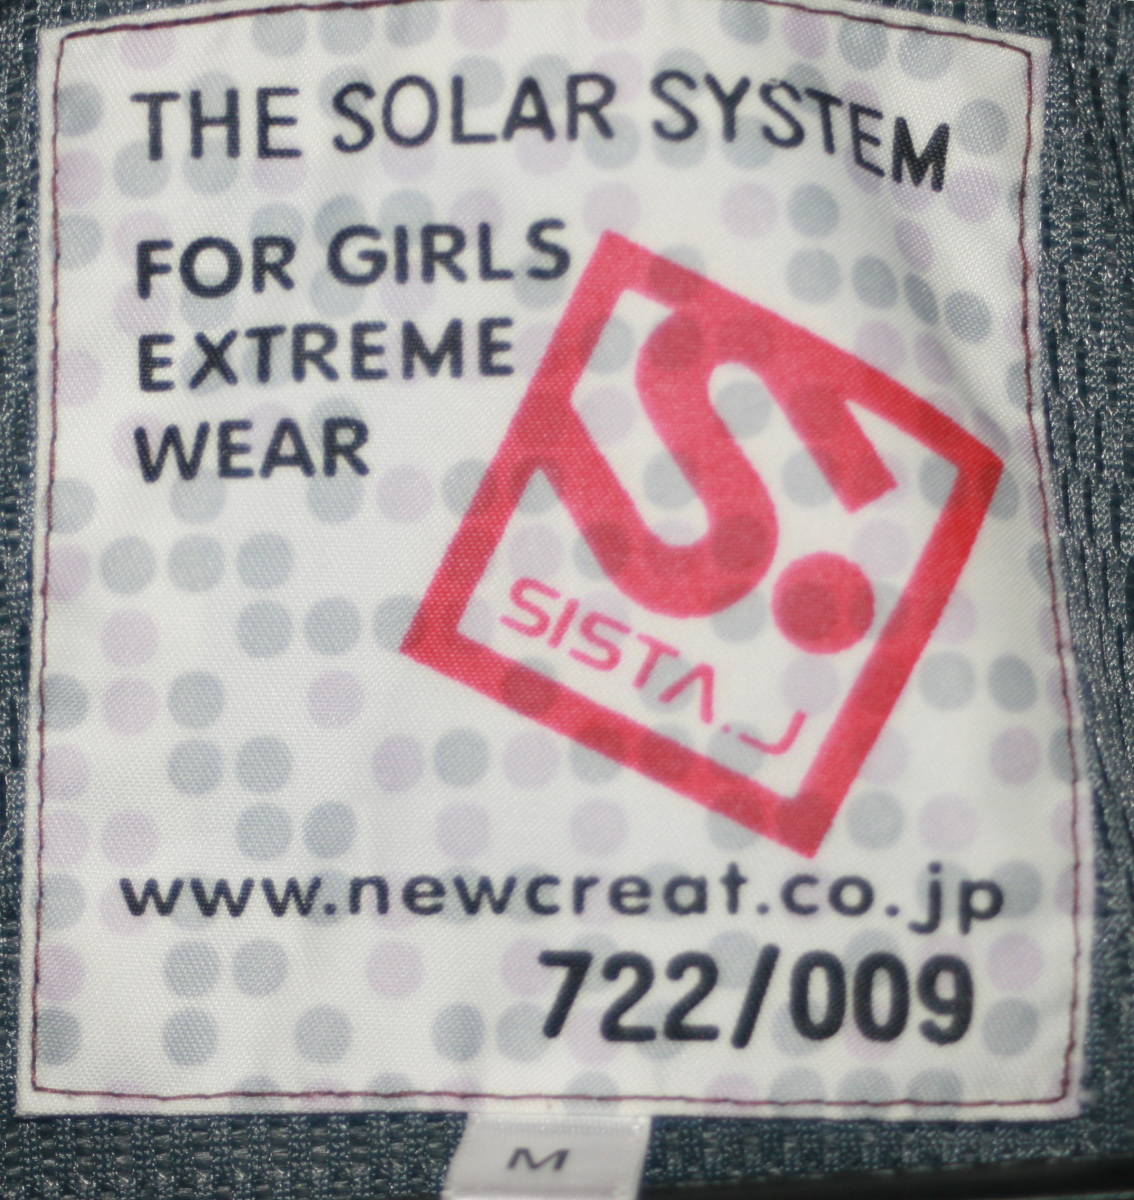 THE SOLAR SYSTEM
FOR GIRLS
EXTREME
WEAR
S.
SISTA.J
www.newcreat.co.jp
722/009
M